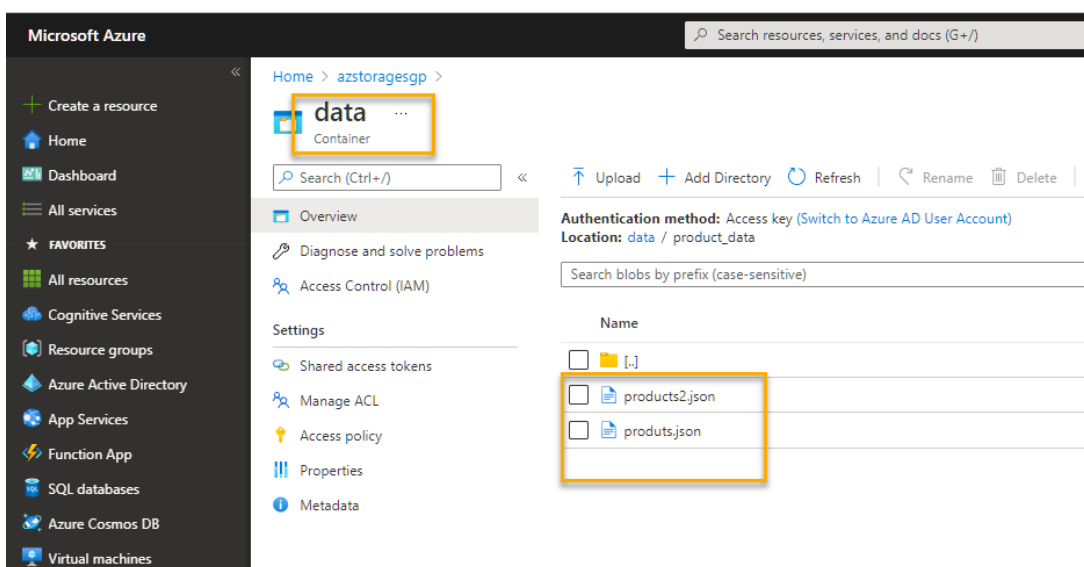 Microsoft Azure
Search resources, services, and docs (G+/)
«
Create a resource
Home
Dashboard
All services
FAVORITES
All resources
Cognitive Services
Resource groups
Azure Active Directory
App Services
Function App
SQL databases
Azure Cosmos DB
Virtual machines
Home > azstoragesgp >
data ...
Container
Search (Ctrl+/)
«
Overview
Diagnose and solve problems
Access Control (IAM)
Settings
Shared access tokens
Manage ACL
Access policy
Properties
Metadata
Upload + Add Directory Refresh Rename Delete
Authentication method: Access key (Switch to Azure AD User Account)
Location: data / product_data
Search blobs by prefix (case-sensitive)
Name
[..]
products2.json
produts.json